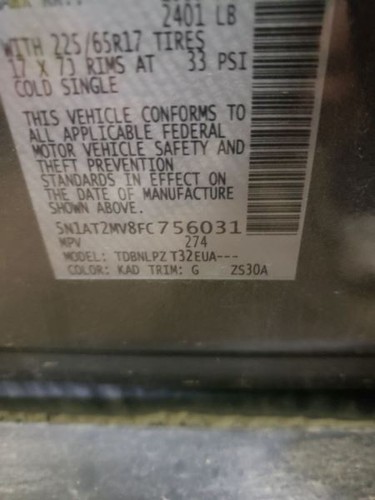 2401 LB
WITH 225/65R17 TIRES
17 X 7J RIMS AT 33 PSI
COLD SINGLE
THIS VEHICLE CONFORMS TO
ALL APPLICABLE FEDERAL
MOTOR VEHICLE SAFETY AND
THEFT PREVENTION
STANDARDS IN EFFECT ON
THE DATE OF MANUFACTURE
SHOWN ABOVE.
5N1AT2MV8FC756031
MPV 274
MODEL: TDBNLPZ T32EUA---
COLOR: KAD TRIM: G ZS30A